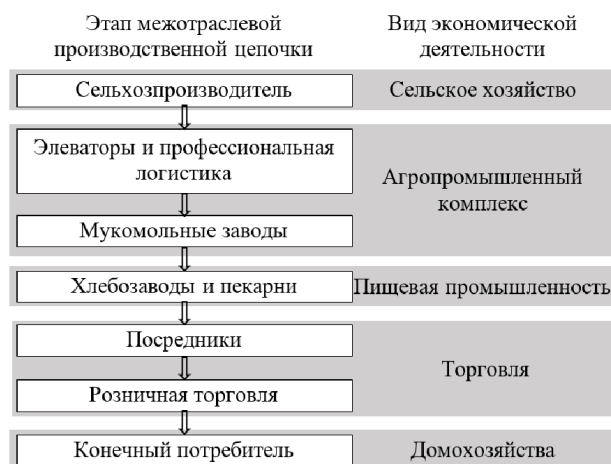 Этап межотраслевой
производственной цепочки
Вид экономической
деятельности
Сельхозпроизводитель
Сельское хозяйство
Элеваторы и профессиональная
логистика
Агропромышленный
комплекс
Мукомольные заводы
Хлебозаводы и пекарни
Пищевая промышленность
Посредники
Торговля
Розничная торговля
Конечный потребитель
Домохозяйства